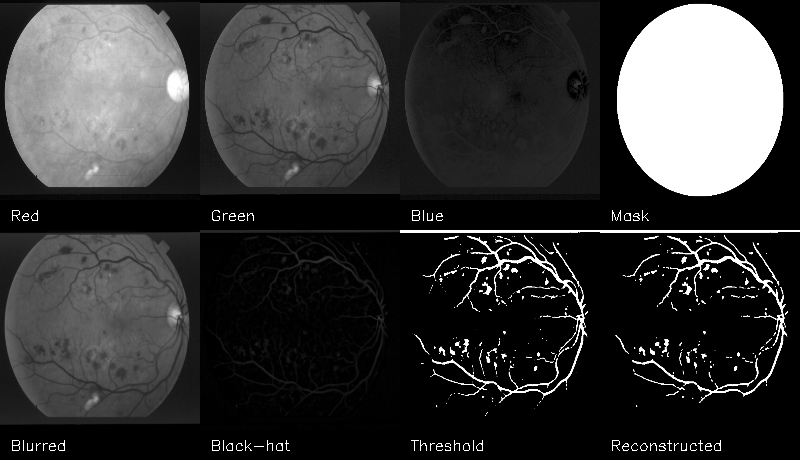 Red
Green
Blue
Mask
Blurred
Black-hat
Threshold
Reconstructed